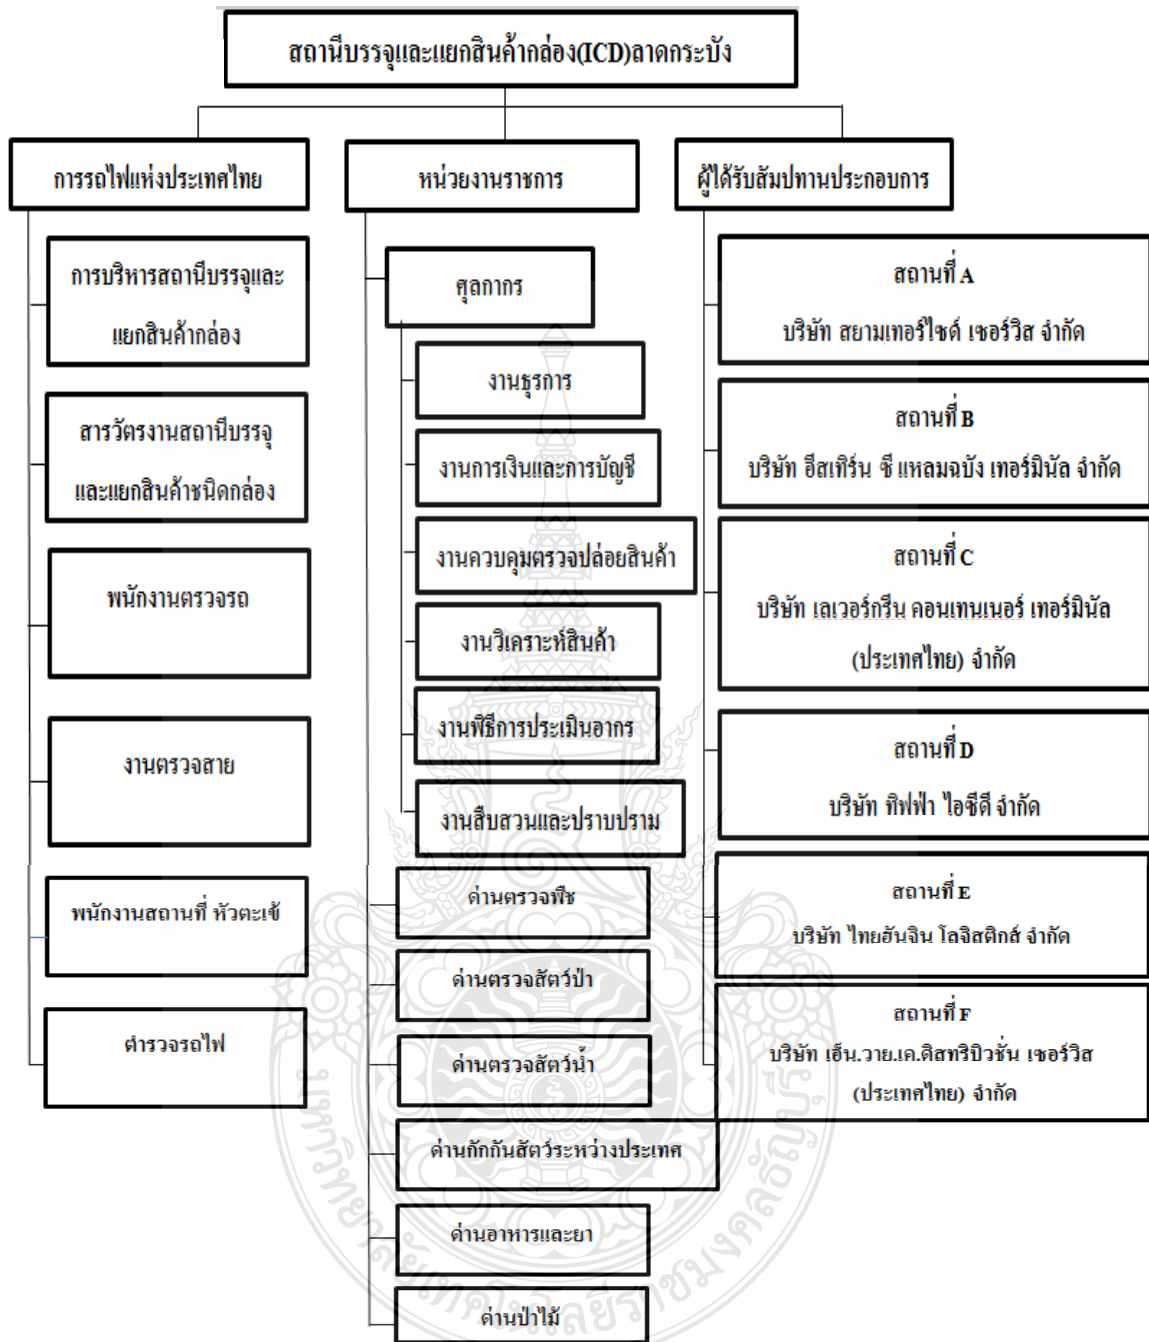 สถานีบรรจุและแยกสินค้ากล่อง(ICD)ลาดกระบัง
การรถไฟแห่งประเทศไทย
การบริหารสถานีบรรจุและ
แยกสินค้ากล่อง
สารวัตรงานสถานีบรรจุ
และแยกสินค้าชนิดกล่อง
พนักงานตรวจรถ
งานตรวจสาย
พนักงานสถานที่ หัวตะเข้
ตำรวจรถไฟ
หน่วยงานราชการ
ศุลกากร
งานธุรการ
งานการเงินและการบัญชี
งานควบคุมตรวจปล่อยสินค้า
งานวิเคราะห์สินค้า
งานพิธีการประเมินอากร
งานสืบสวนและปราบปราม
ด่านตรวจพืช
ด่านตรวจสัตว์ป่า
ด่านตรวจสัตว์น้ำ
ด่านกักกันสัตว์ระหว่างประเทศ
ด่านอาหารและยา
ด่านป่าไม้
ผู้ได้รับสัมปทานประกอบการ
สถานที่ A
บริษัท สยามเทอร์ไซด์ เซอร์วิส จำกัด
สถานที่ B
บริษัท อีสเทิร์น ซี แหลมฉบัง เทอร์มินัล จำกัด
สถานที่ C
บริษัท เลเวอร์กรีน คอนเทนเนอร์ เทอร์มินัล
(ประเทศไทย) จำกัด
สถานที่ D
บริษัท ทิฟฟ่า ไอซีดี จำกัด
สถานที่ E
บริษัท ไทยฮันจิน โลจิสติกส์ จำกัด
สถานที่ F
บริษัท เอ็น.วาย.เค.ดิสทริบิวชั่น เซอร์วิส
(ประเทศไทย) จำกัด
มหาวิทยาลัยเทคโนโลยีราชมงคลธัญบุรี